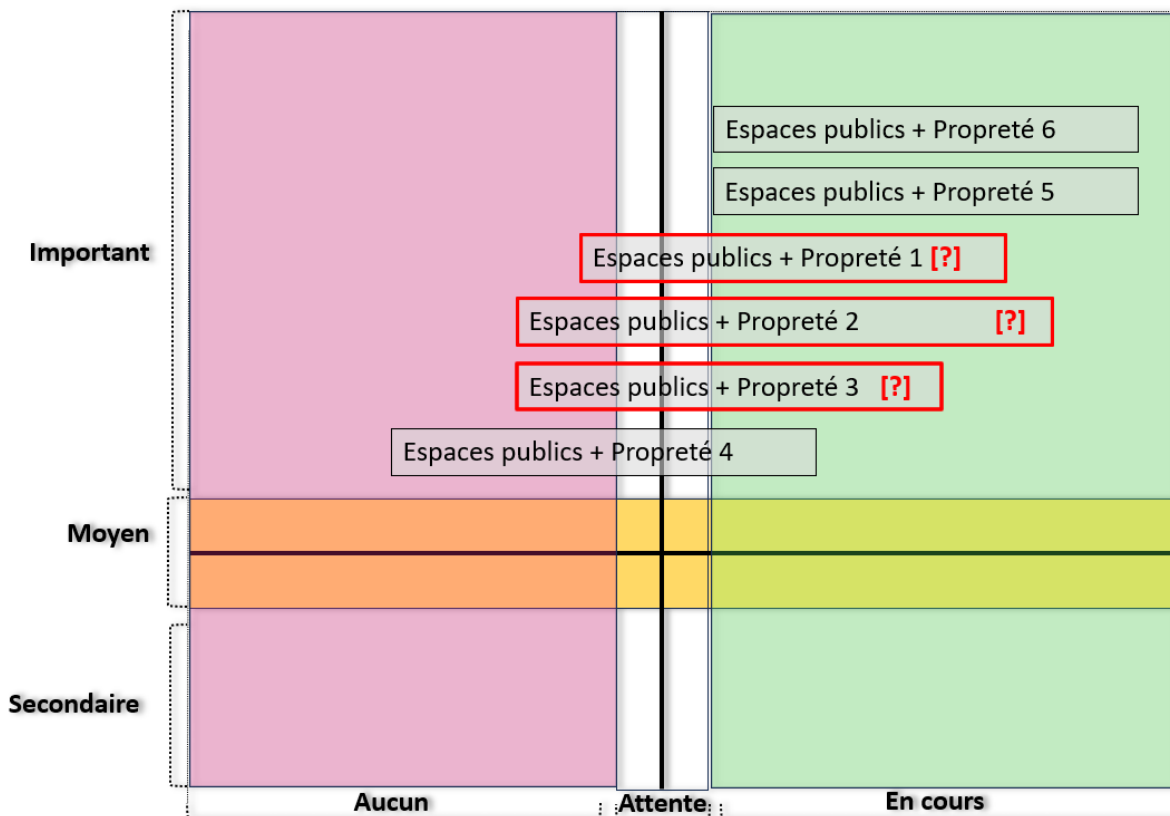 Espaces publics + Propreté 6
Espaces publics + Propreté 5
Important
Espaces publics + Propreté 1 [?]
Espaces publics + Propreté 2 [?]
Espaces publics + Propreté 3 [?]
Espaces publics + Propreté 4
Moyen
Secondaire
Aucun Attente En cours